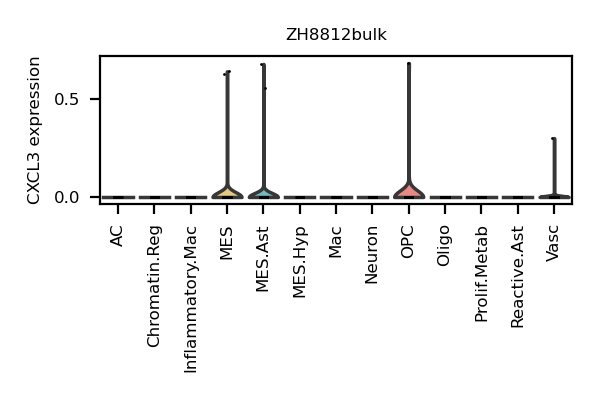 ZH8812bulk
CXCL3 expression
0.5
0.0
AC
Chromatin.Reg
Inflammatory.Mac
MES
MES.Ast
MES.Hyp
Mac
Neuron
OPC
Oligo
Prolif.Metab
Reactive.Ast
Vasc